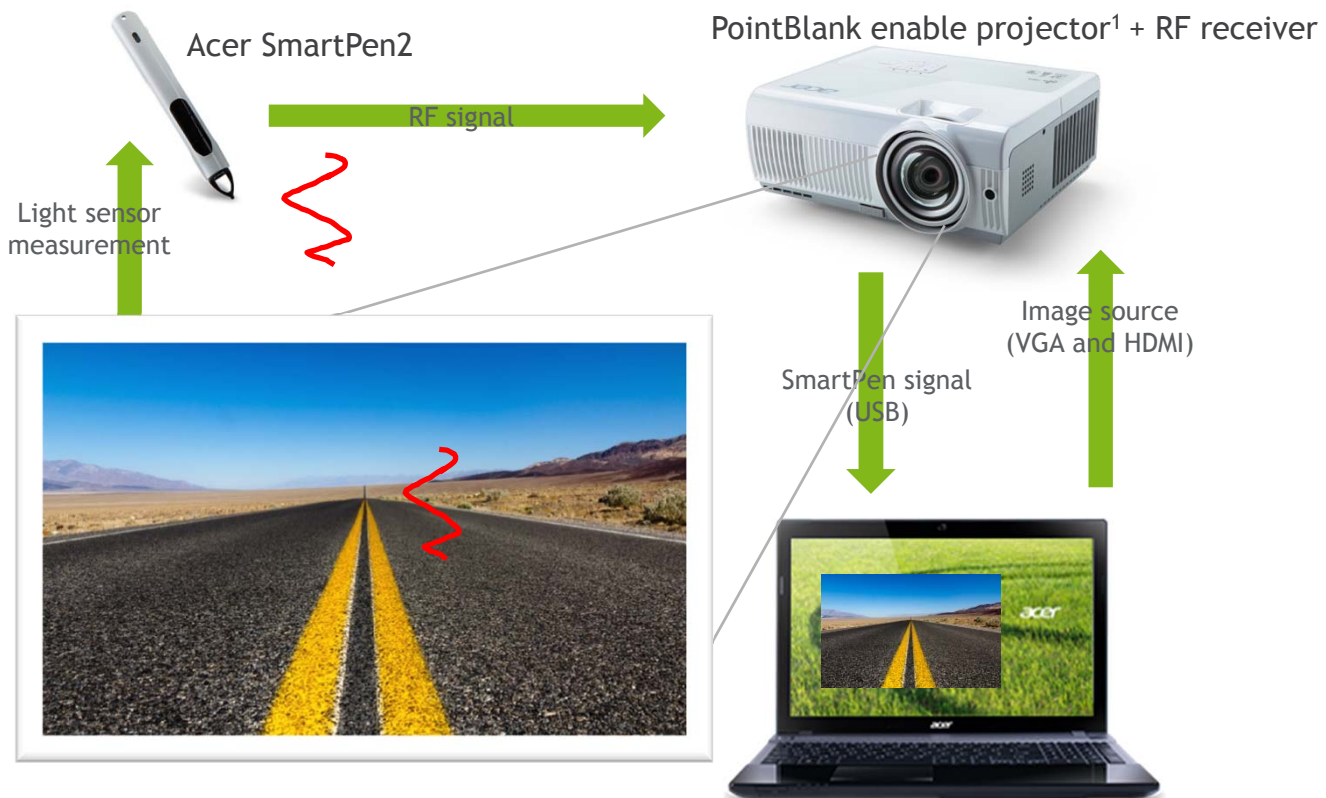 Acer SmartPen2
PointBlank enable projector¹ + RF receiver
RF signal
acer
Light sensor
measurement
Image source
(VGA and HDMI)
SmartPen signal
(USB)
acer
acer